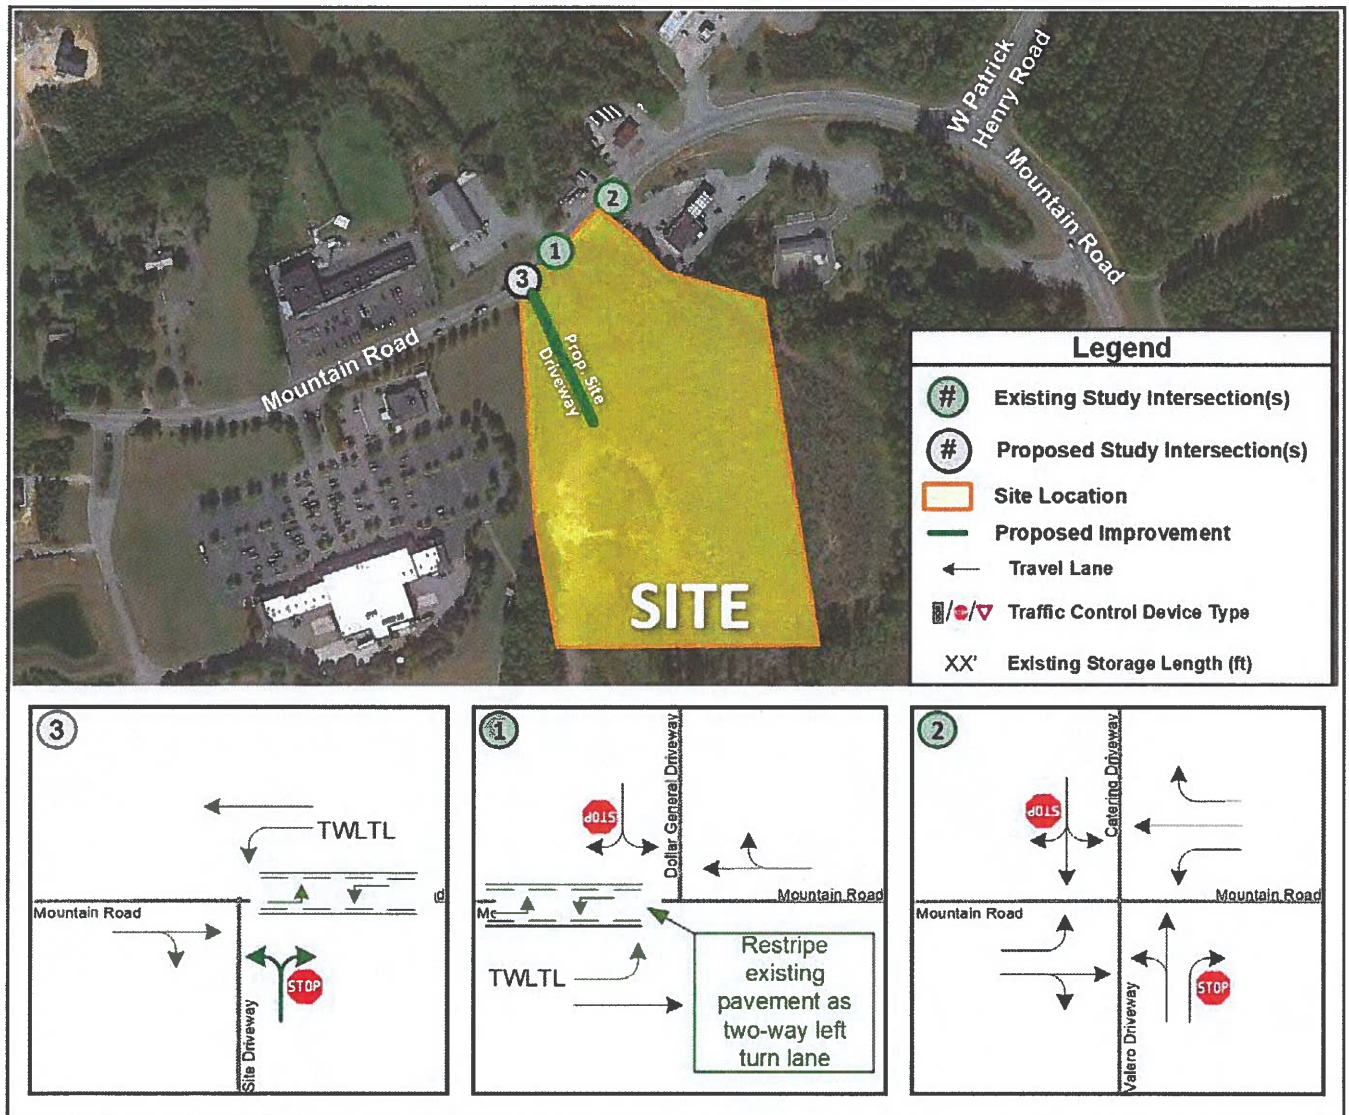 W Patrick
Henry Road
Mountain Road
2
1
3
Mountain Road
Prop. Site
Driveway
SITE
Legend
# Existing Study Intersection(s)
# Proposed Study Intersection(s)
Site Location
Proposed Improvement
Travel Lane
/STOP/ Traffic Control Device Type
XX' Existing Storage Length (ft)
3
TWLTL
d
Mountain Road
STOP
Site Driveway
1
STOP
Dollar General Driveway
Mountain Road
Mo
TWLTL
Restripe
existing
pavement as
two-way left
turn lane
2
STOP
Catering Driveway
Mountain Road
Mountain Road
STOP
Valero Driveway